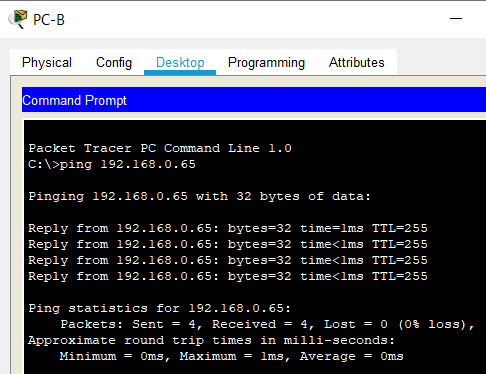 PC-B
Physical Config Desktop Programming Attributes
Command Prompt
Packet Tracer PC Command Line 1.0
C:\>ping 192.168.0.65
Pinging 192.168.0.65 with 32 bytes of data:
Reply from 192.168.0.65: bytes=32 time=1ms TTL=255
Reply from 192.168.0.65: bytes=32 time<1ms TTL=255
Reply from 192.168.0.65: bytes=32 time<1ms TTL=255
Reply from 192.168.0.65: bytes=32 time<1ms TTL=255
Ping statistics for 192.168.0.65:
Packets: Sent = 4, Received = 4, Lost = 0 (0% loss),
Approximate round trip times in milli-seconds:
Minimum = 0ms, Maximum = 1ms, Average = 0ms